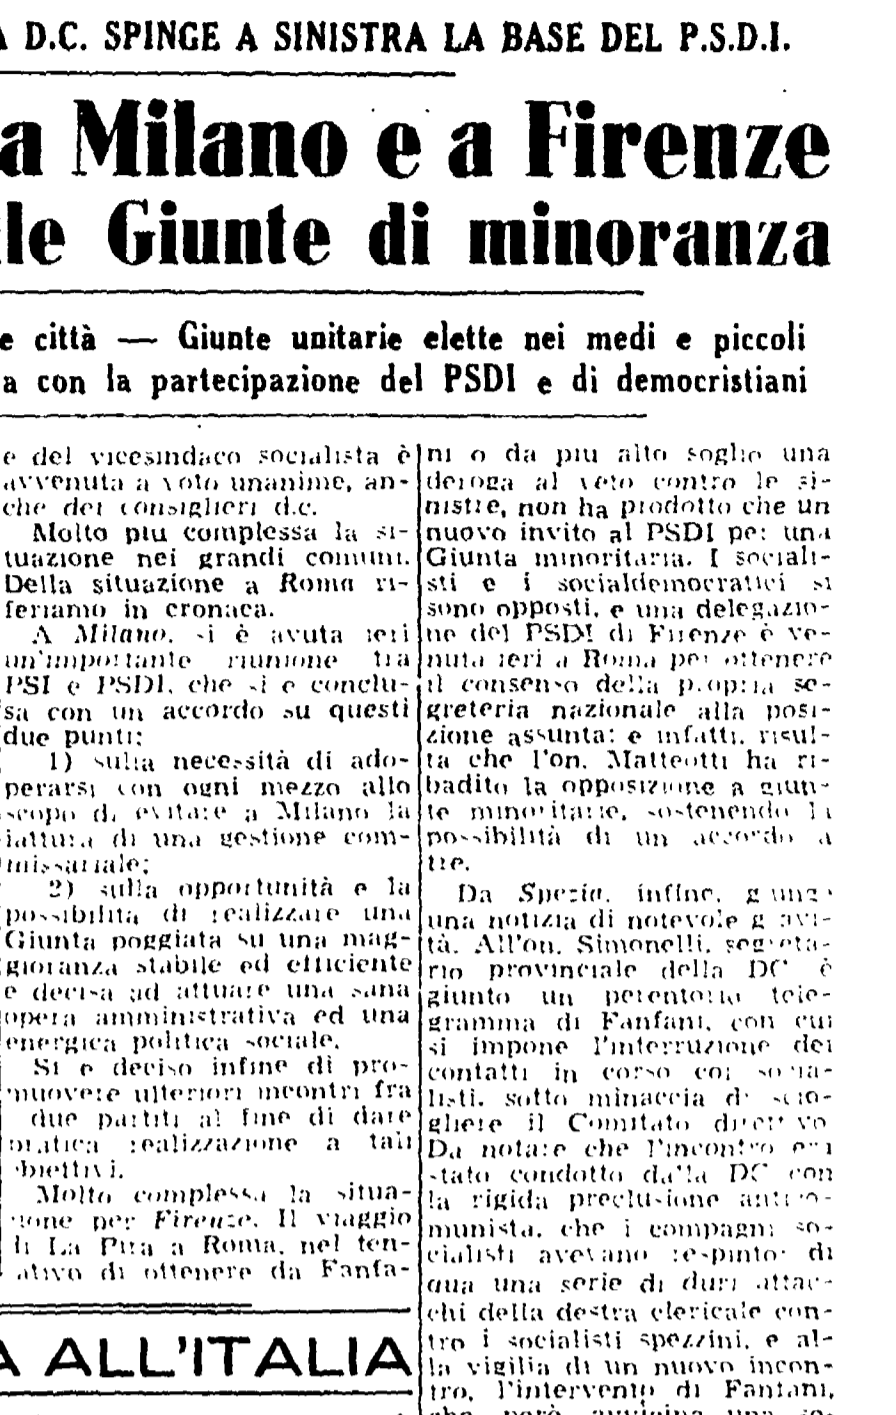 D.C. SPINGE A SINISTRA LA BASE DEL P.S.D.I.
a Milano e a Firenze
le Giunte di minoranza
e città — Giunte unitarie elette nei medi e piccoli
a con la partecipazione del PSDI e di democristiani
e del vicesindaco socialista è
avvenuta a voto unanime, an-
che dei consiglieri d.c.
Molto più complessa la si-
tuazione nei grandi comuni.
Della situazione a Roma ri-
feriamo in cronaca.
A Milano, si è avuta ieri
un'importante riunione tra
PSI e PSDI, che si è conclu-
sa con un accordo su questi
due punti:
1) sulla necessità di ado-
perarsi con ogni mezzo allo
scopo di evitare a Milano la
iattura di una gestione com-
missariale;
2) sulla opportunità e la
possibilità di realizzare una
Giunta poggiata su una mag-
gioranza stabile ed efficiente
e decisa ad attuare una sana
opera amministrativa ed una
energica politica sociale.
Si è deciso infine di pro-
muovere ulteriori incontri fra
due partiti al fine di dare
pratica realizzazione a tali
biettivi.
Molto complessa la situa-
zione per Firenze. Il viaggio
di La Pira a Roma, nel ten-
ativo di ottenere da Fanfa-
A ALL'ITALIA
ni o da più alto soglio una
deroga al veto contro le si-
nistre, non ha prodotto che un
nuovo invito al PSDI per una
Giunta minoritaria. I sociali-
sti e i socialdemocratici si
sono opposti, e una delegazio-
ne del PSDI di Firenze è ve-
nuta ieri a Roma per ottenere
il consenso della propria se-
greteria nazionale alla posi-
zione assunta: e infatti, risul-
ta che l'on. Matteotti ha ri-
badito la opposizione a giun-
te minoritarie, sostenendo la
possibilità di un accordo a
tre.
Da Spezia, infine, giunge
una notizia di notevole gravi-
tà. All'on. Simonelli, segreta-
rio provinciale della DC è
giunto un perentorio tele-
gramma di Fanfani, con cui
si impone l'interruzione dei
contatti in corso coi socia-
listi, sotto minaccia di scio-
gliere il Comitato direttivo
Da notare che l'incontro era
stato condotto dalla DC con
la rigida preclusione antico-
munista, che i compagni so-
cialisti avevano respinto: di
qua una serie di duri attac-
chi della destra clericale con-
tro i socialisti spezzini, e al-
la vigilia di un nuovo incon-
tro, l'intervento di Fanfani,
che però avvicina una se-